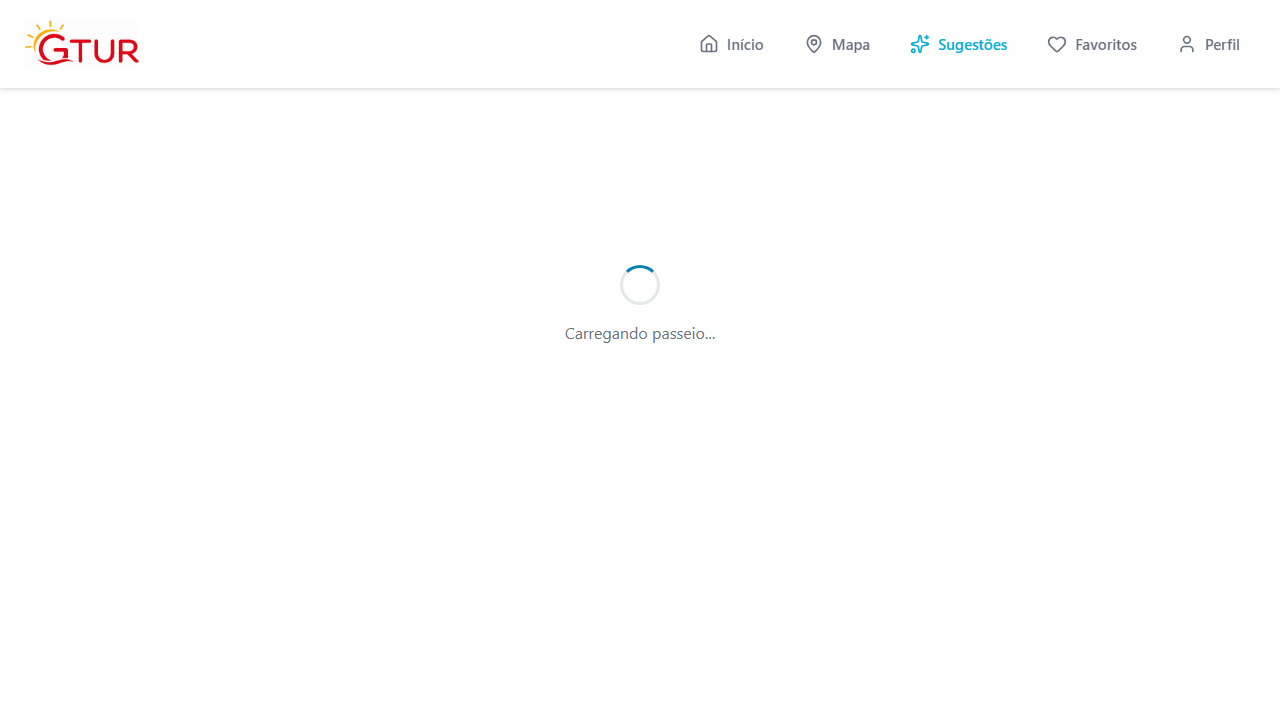 GTUR
Início
Mapa
Sugestões
Favoritos
Perfil
Carregando passeio...